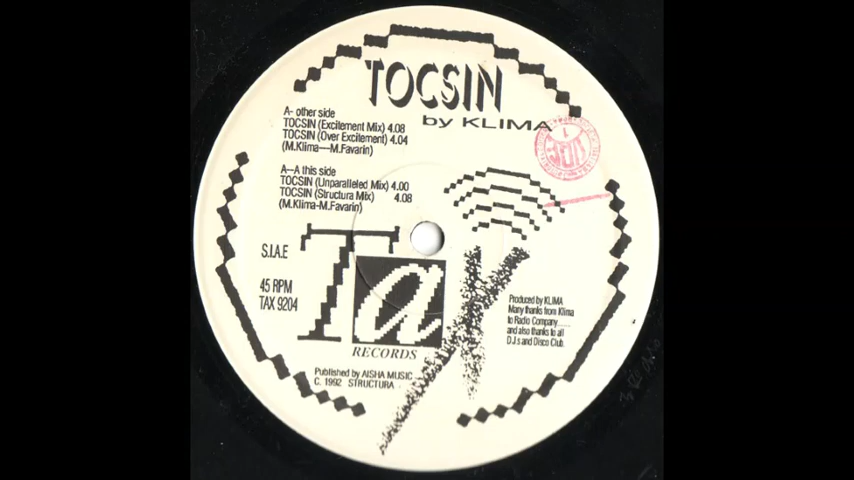 TOCSIN
by KLIMA
A- other side
TOCSIN (Excitement Mix) 4.08
TOCSIN (Over Excitement) 4.04
(M.Klima---M.Favarin)
A--A this side
TOCSIN (Unparalleled Mix) 4.00
TOCSIN (Structura Mix) 4.08
(M.Klima-M.Favarin)
S.I.A.E
45 RPM
TAX 9204
Tax
RECORDS
Produced by KLIMA
Many thanks from Klima
to Radio Company
and also thanks to all
D.J.s and Disco Club.
Published by AISHA MUSIC
C. 1992 STRUCTURA